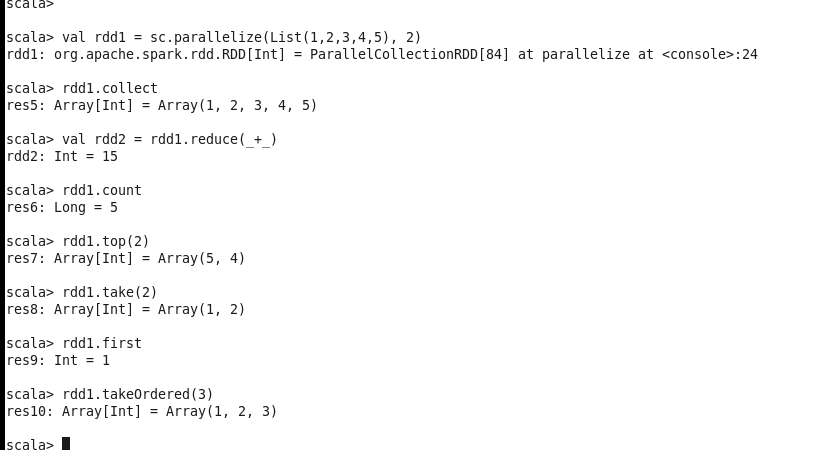 scala>
scala> val rdd1 = sc.parallelize(List(1,2,3,4,5), 2)
rdd1: org.apache.spark.rdd.RDD[Int] = ParallelCollectionRDD[84] at parallelize at <console>:24
scala> rdd1.collect
res5: Array[Int] = Array(1, 2, 3, 4, 5)
scala> val rdd2 = rdd1.reduce(_+_)
rdd2: Int = 15
scala> rdd1.count
res6: Long = 5
scala> rdd1.top(2)
res7: Array[Int] = Array(5, 4)
scala> rdd1.take(2)
res8: Array[Int] = Array(1, 2)
scala> rdd1.first
res9: Int = 1
scala> rdd1.takeOrdered(3)
res10: Array[Int] = Array(1, 2, 3)
scala>